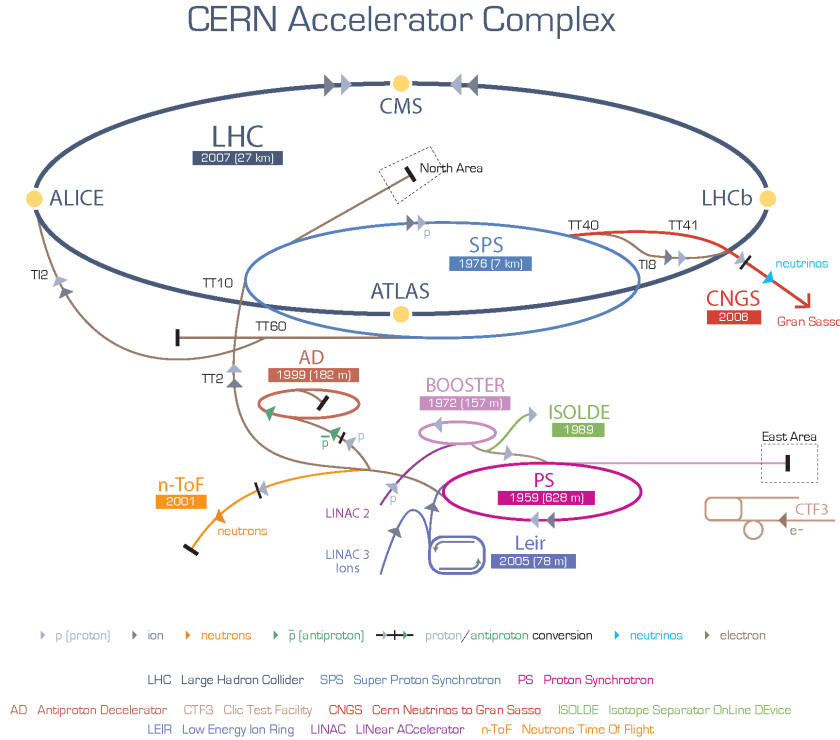 CERN Accelerator Complex
CMS
LHC
2007 (27 km)
North Area
ALICE
LHCb
TT40
TT41
p
SPS
1976 (7 km)
TI8
neutrinos
TI2
TT10
ATLAS
CNGS
2006
Gran Sasso
TT60
AD
1999 (182 m)
TT2
BOOSTER
1972 (157 m)
ISOLDE
1989
p̅
p
East Area
n-ToF
2001
PS
1959 (628 m)
p
LINAC 2
neutrons
CTF3
e-
LINAC 3
Ions
Leir
2005 (78 m)
p (proton)
ion
neutrons
p̅ (antiproton)
proton/antiproton conversion
neutrinos
electron
LHC Large Hadron Collider SPS Super Proton Synchrotron PS Proton Synchrotron
AD Antiproton Decelerator CTF3 Clic Test Facility CNGS Cern Neutrinos to Gran Sasso ISOLDE Isotope Separator OnLine DEvice
LEIR Low Energy Ion Ring LINAC LINear ACcelerator n-ToF Neutrons Time Of Flight